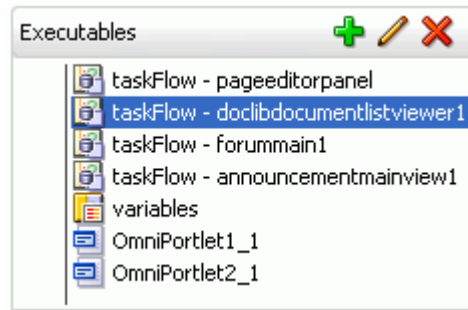 Executables
taskFlow - pageeditorpanel
taskFlow - doclibdocumentlistviewer1
taskFlow - forummain1
taskFlow - announcementmainview1
variables
OmniPortlet1_1
OmniPortlet2_1